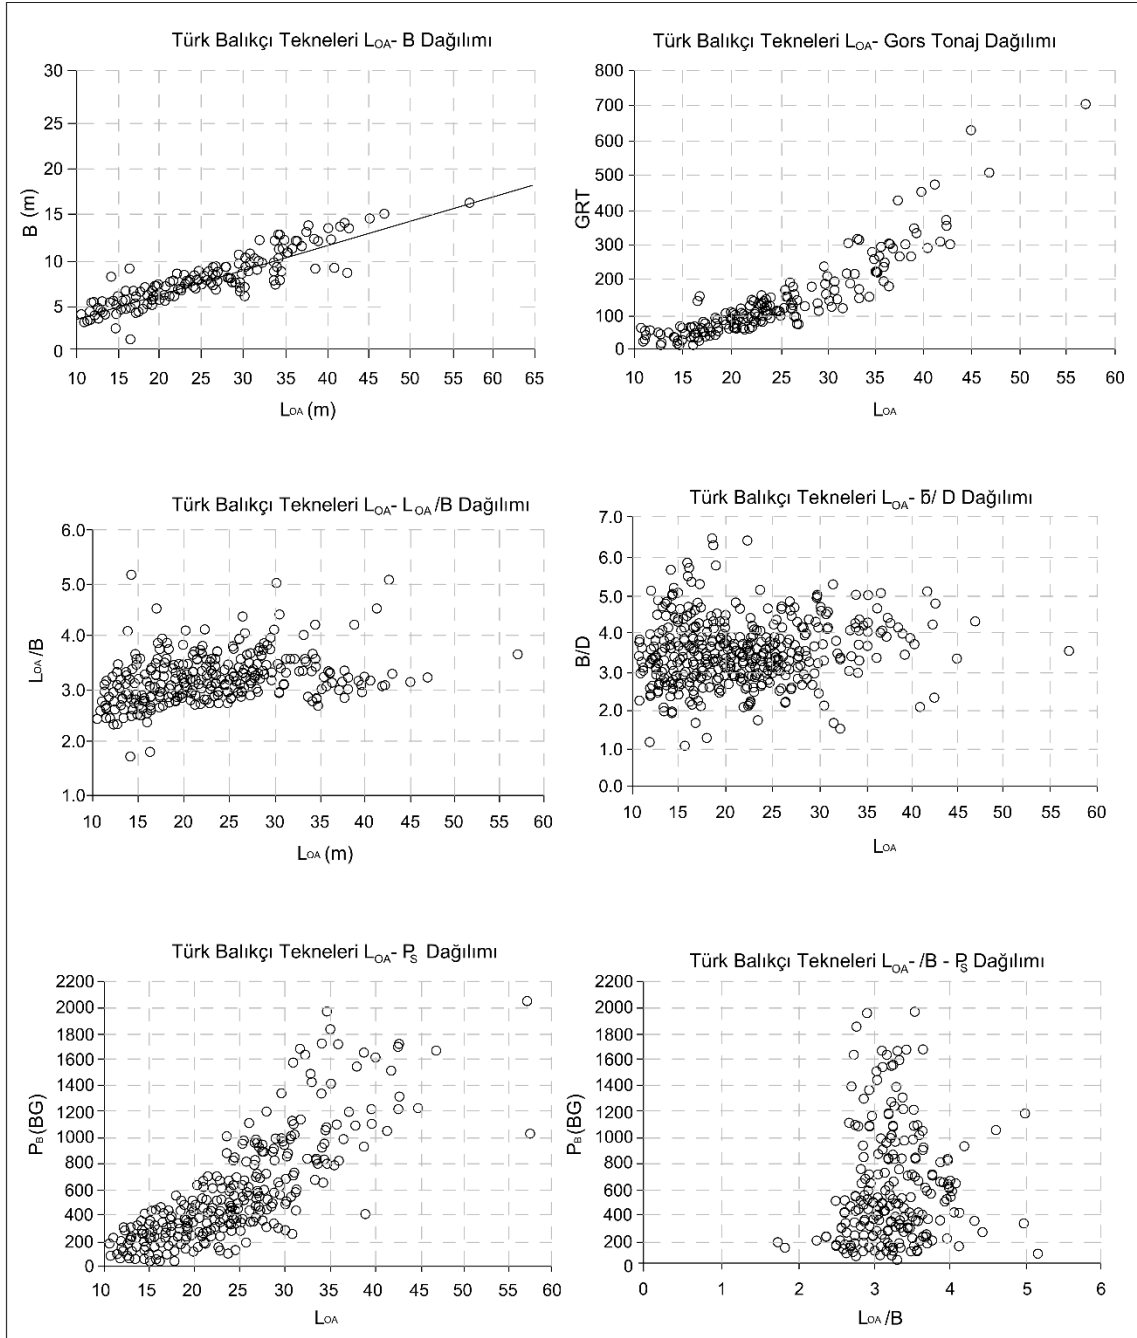 Türk Balıkçı Tekneleri LOA- B Dağılımı
30
25
20
15
10
5
0
B (m)
10 15 20 25 30 35 40 45 50 55 60 65
LOA (m)
Türk Balıkçı Tekneleri LOA- Gors Tonaj Dağılımı
800
700
600
500
400
300
200
100
0
GRT
10 15 20 25 30 35 40 45 50 55 60
LOA
Türk Balıkçı Tekneleri LOA- LOA /B Dağılımı
6.0
5.0
4.0
3.0
2.0
1.0
LOA /B
10 15 20 25 30 35 40 45 50 55 60
LOA (m)
Türk Balıkçı Tekneleri LOA- B/ D Dağılımı
7.0
6.0
5.0
4.0
3.0
2.0
1.0
0.0
B/D
10 15 20 25 30 35 40 45 50 55 60
LOA
Türk Balıkçı Tekneleri LOA- PS Dağılımı
2200
2000
1800
1600
1400
1200
1000
800
600
400
200
0
PB (BG)
10 15 20 25 30 35 40 45 50 55 60
LOA
Türk Balıkçı Tekneleri LOA- /B - PS Dağılımı
2200
2000
1800
1600
1400
1200
1000
800
600
400
200
0
PB (BG)
0 1 2 3 4 5 6
LOA /B